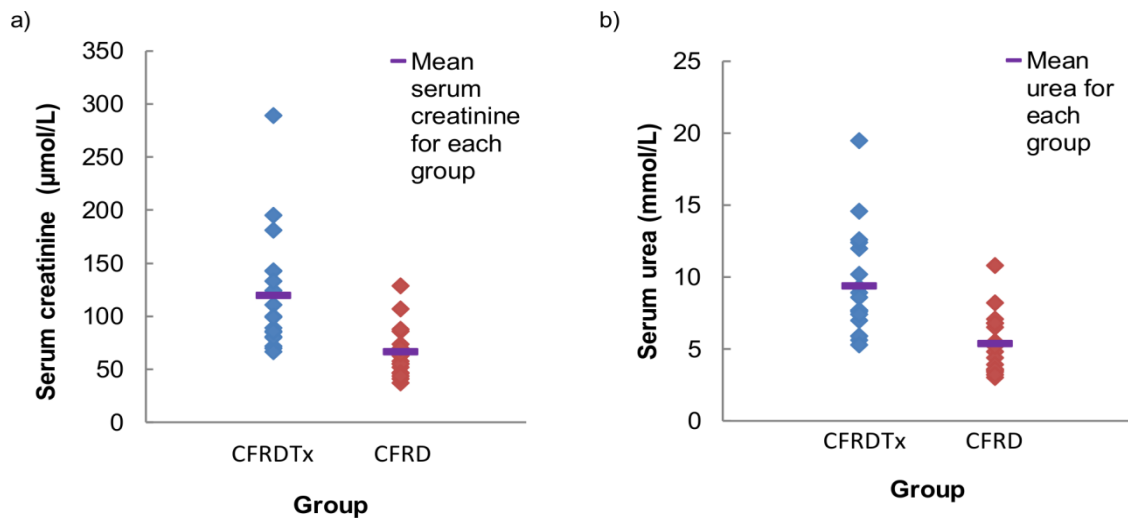 a)
350
300
250
200
150
100
50
0
Serum creatinine (μmol/L)
Mean
serum
creatinine
for each
group
CFRDTx
CFRD
Group
b)
25
20
15
10
5
0
Serum urea (mmol/L)
Mean
urea for
each
group
CFRDTx
CFRD
Group